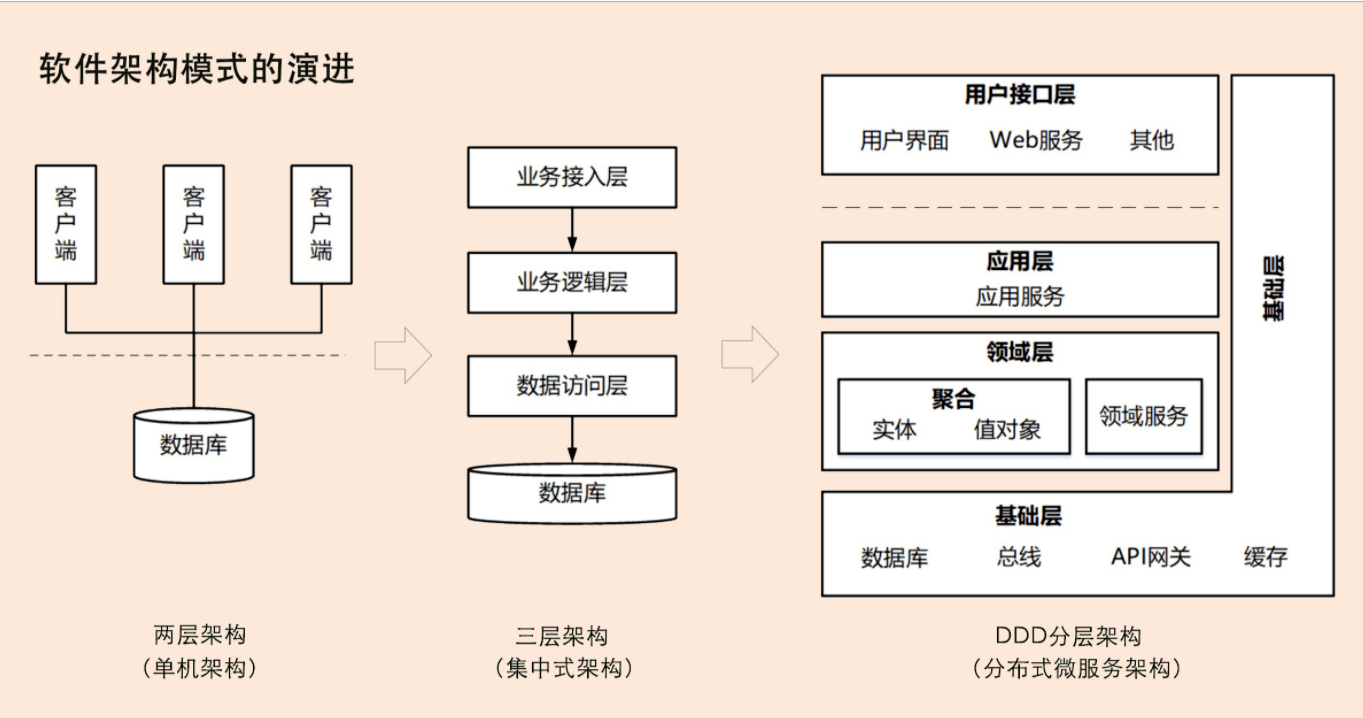 软件架构模式的演进
客户端
客户端
客户端
数据库
两层架构
（单机架构）
业务接入层
业务逻辑层
数据访问层
数据库
三层架构
（集中式架构）
用户接口层
用户界面 Web服务 其他
应用层
应用服务
领域层
聚合
实体 值对象
领域服务
基础层
基础层
数据库 总线 API网关 缓存
DDD分层架构
（分布式微服务架构）